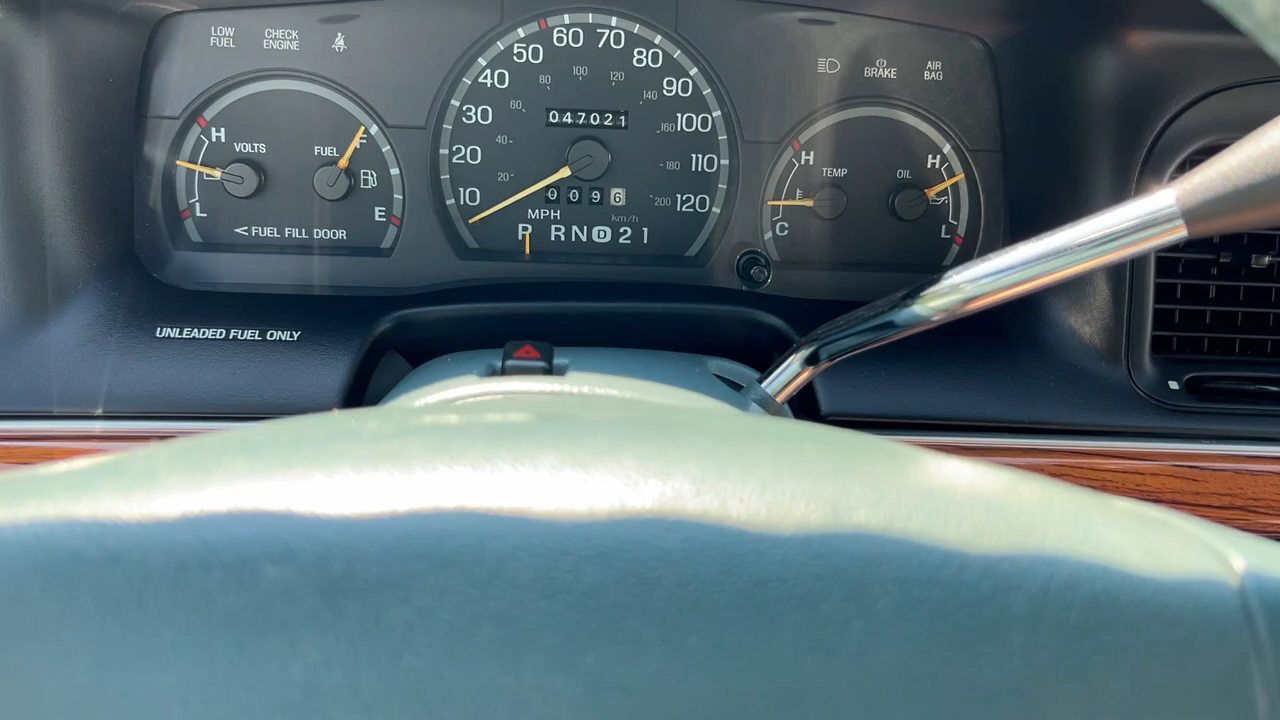 LOW FUEL
CHECK ENGINE
BRAKE
AIR BAG
H
VOLTS
L
FUEL
F
E
< FUEL FILL DOOR
10 20 30 40 50 60 70 80 90 100 110 120
20 40 60 80 100 120 140 160 180 200
047021
0096
MPH
km/h
P R N D 2 1
H
TEMP
C
OIL
H
L
UNLEADED FUEL ONLY